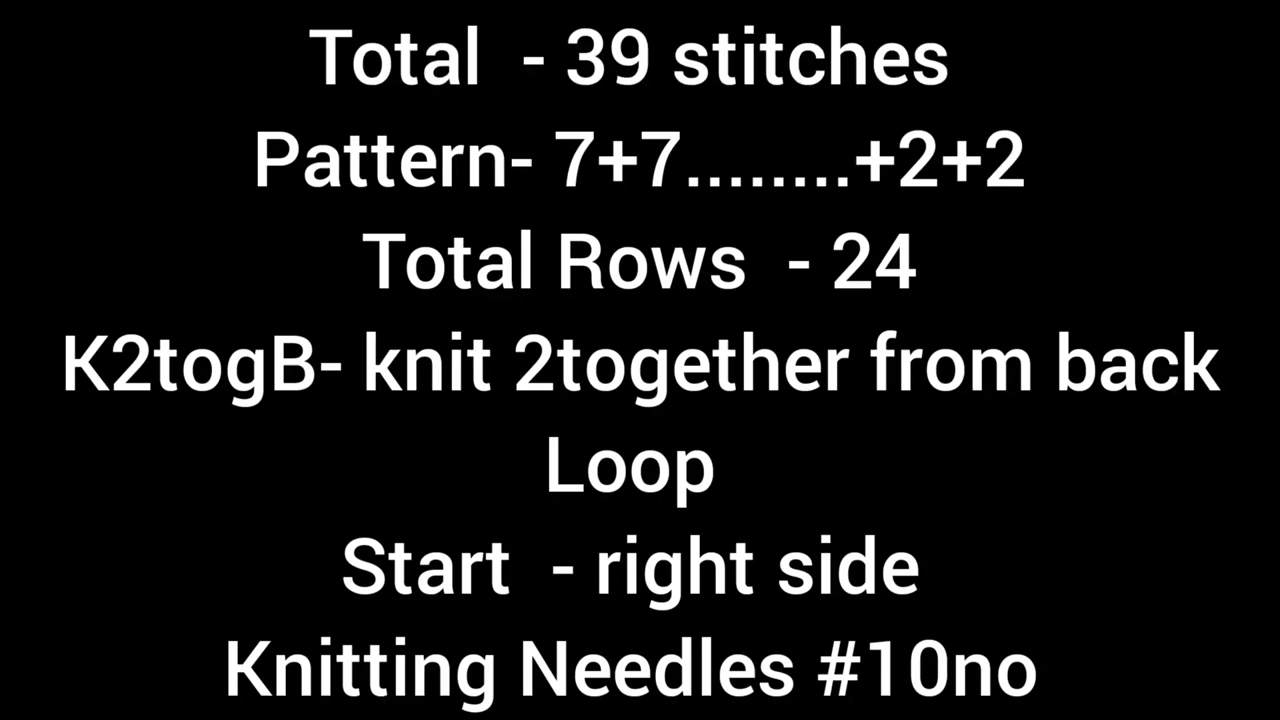 Total - 39 stitches
Pattern- 7+7........+2+2
Total Rows - 24
K2togB- knit 2together from back
Loop
Start - right side
Knitting Needles #10no